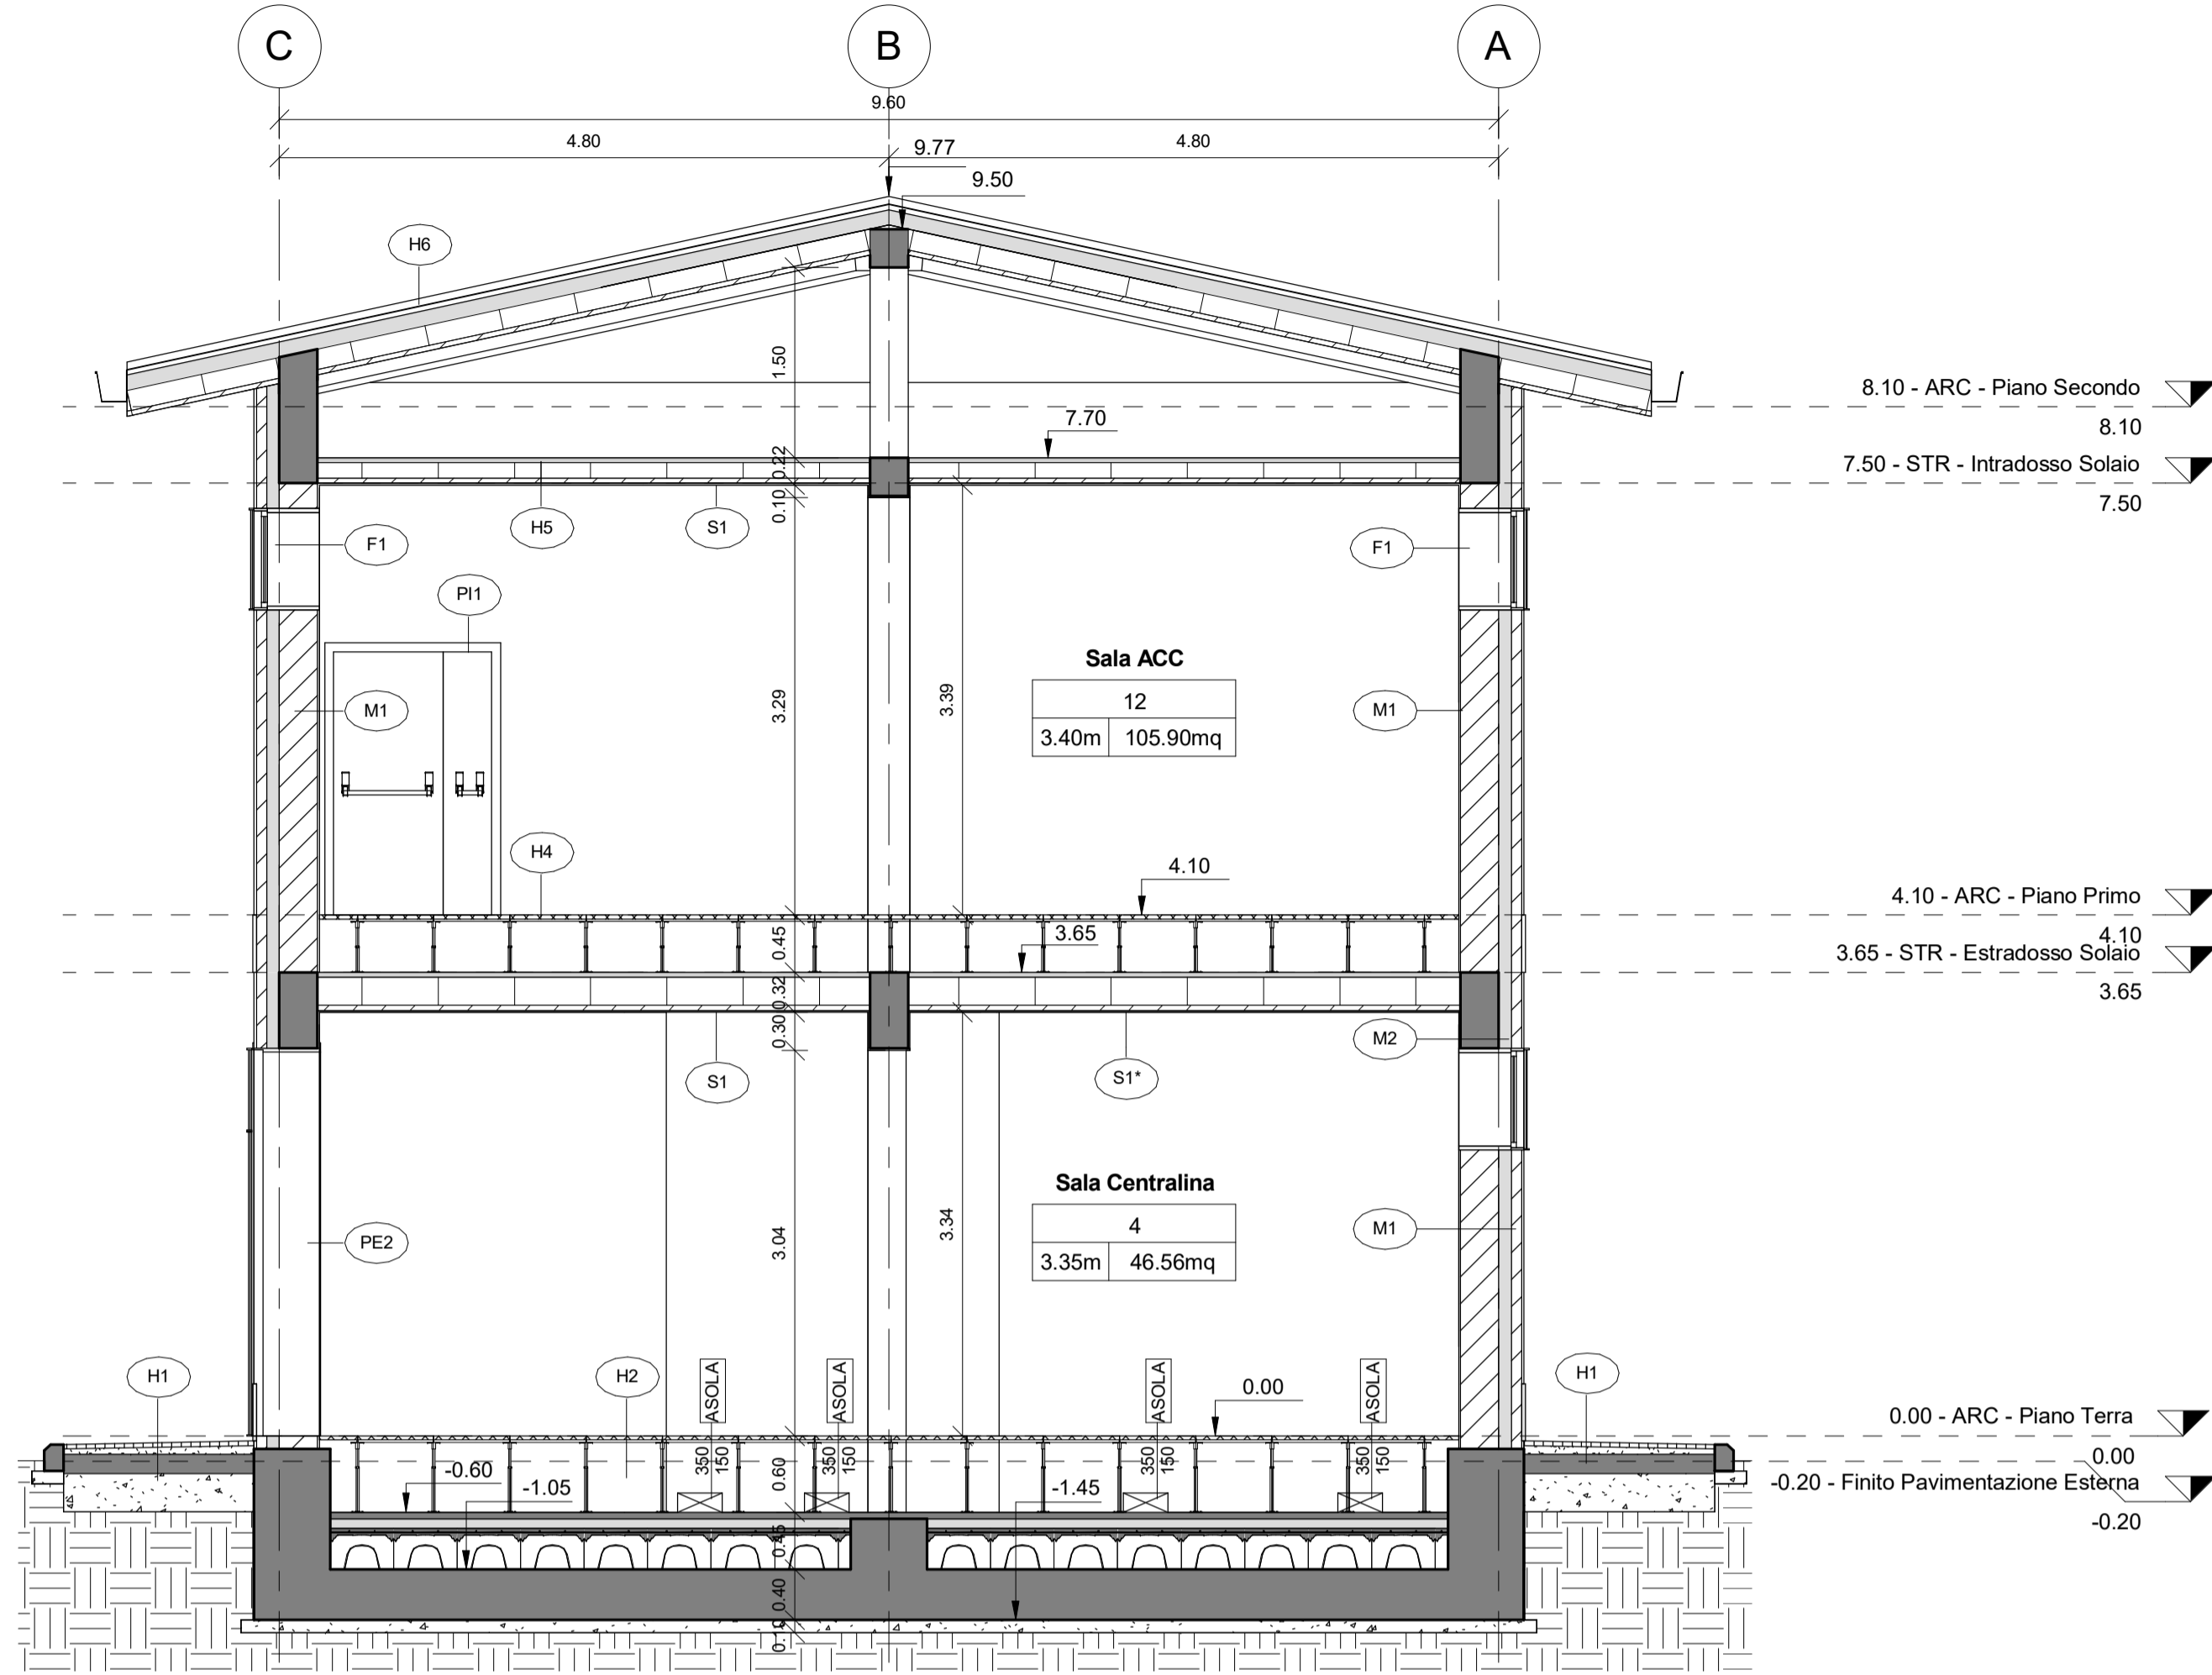 C
B
A
9.60
4.80
4.80
9.77
9.50
H6
1.50
8.10 - ARC - Piano Secondo
8.10
7.70
7.50 - STR - Intradosso Solaio
7.50
0.22
0.10
H5
S1
F1
F1
PI1
Sala ACC
12
3.40m
105.90mq
M1
3.29
3.39
M1
H4
4.10
4.10 - ARC - Piano Primo
4.10
3.65
0.45
3.65 - STR - Estradosso Solaio
3.65
0.32
0.30
M2
S1
S1*
Sala Centralina
4
3.35m
46.56mq
PE2
3.04
3.34
M1
H1
H2
ASOLA
ASOLA
ASOLA
ASOLA
H1
0.00
0.00 - ARC - Piano Terra
0.00
350
150
350
150
350
150
350
150
-0.60
0.60
-1.05
-1.45
-0.20 - Finito Pavimentazione Esterna
-0.20
0.45
0.40
0.10